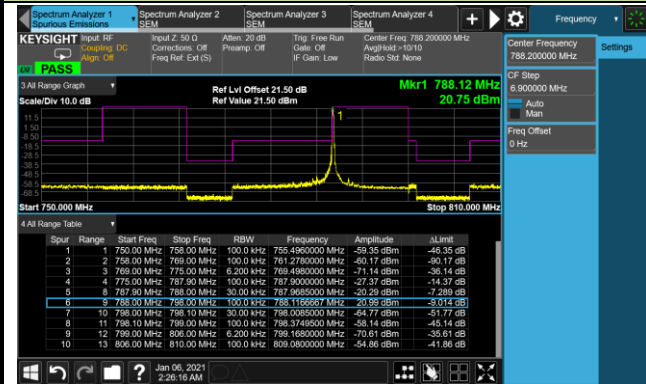 Spectrum Analyzer 1
Spurious Emissions
Spectrum Analyzer 2
SEM
Spectrum Analyzer 3
SEM
Spectrum Analyzer 4
SEM
Frequency
KEYSIGHT
Input: RF
Coupling: DC
Align: Off
Input Z: 50 Ω
Corrections: Off
Freq Ref: Ext (S)
Atten: 20 dB
Preamp: Off
Trig: Free Run
Gate: Off
IF Gain: Low
Center Freq: 788.200000 MHz
Avg|Hold:>10/10
Radio Std: None
PASS
Center Frequency
788.200000 MHz
Settings
CF Step
6.900000 MHz
Auto
Man
Freq Offset
0 Hz
3 All Range Graph
Scale/Div 10.0 dB
Ref Lvl Offset 21.50 dB
Ref Value 21.50 dBm
Mkr1 788.12 MHz
20.75 dBm
1
11.5
1.50
-8.50
-18.5
-28.5
-38.5
-48.5
-58.5
-68.5
Start 750.000 MHz
Stop 810.000 MHz
4 All Range Table
Spur Range Start Freq Stop Freq RBW Frequency Amplitude ΔLimit
1 1 750.00 MHz 758.00 MHz 100.0 kHz 755.4960000 MHz -59.35 dBm -46.35 dB
2 2 758.00 MHz 769.00 MHz 100.0 kHz 761.2780000 MHz -60.17 dBm -90.17 dB
3 3 769.00 MHz 775.00 MHz 6.200 kHz 769.4980000 MHz -71.14 dBm -36.14 dB
4 4 775.00 MHz 787.90 MHz 100.0 kHz 787.9000000 MHz -27.37 dBm -14.37 dB
5 8 787.90 MHz 788.00 MHz 30.00 kHz 787.9685000 MHz -20.29 dBm -7.289 dB
6 9 788.00 MHz 798.00 MHz 100.0 kHz 788.1166667 MHz 20.99 dBm -9.014 dB
7 10 798.00 MHz 798.10 MHz 30.00 kHz 798.0085000 MHz -64.77 dBm -51.77 dB
8 11 798.10 MHz 799.00 MHz 100.0 kHz 798.3749500 MHz -58.14 dBm -45.14 dB
9 12 799.00 MHz 806.00 MHz 6.200 kHz 799.1680000 MHz -70.61 dBm -35.61 dB
10 13 806.00 MHz 810.00 MHz 100.0 kHz 809.0800000 MHz -54.86 dBm -41.86 dB
Jan 06, 2021
2:26:16 AM